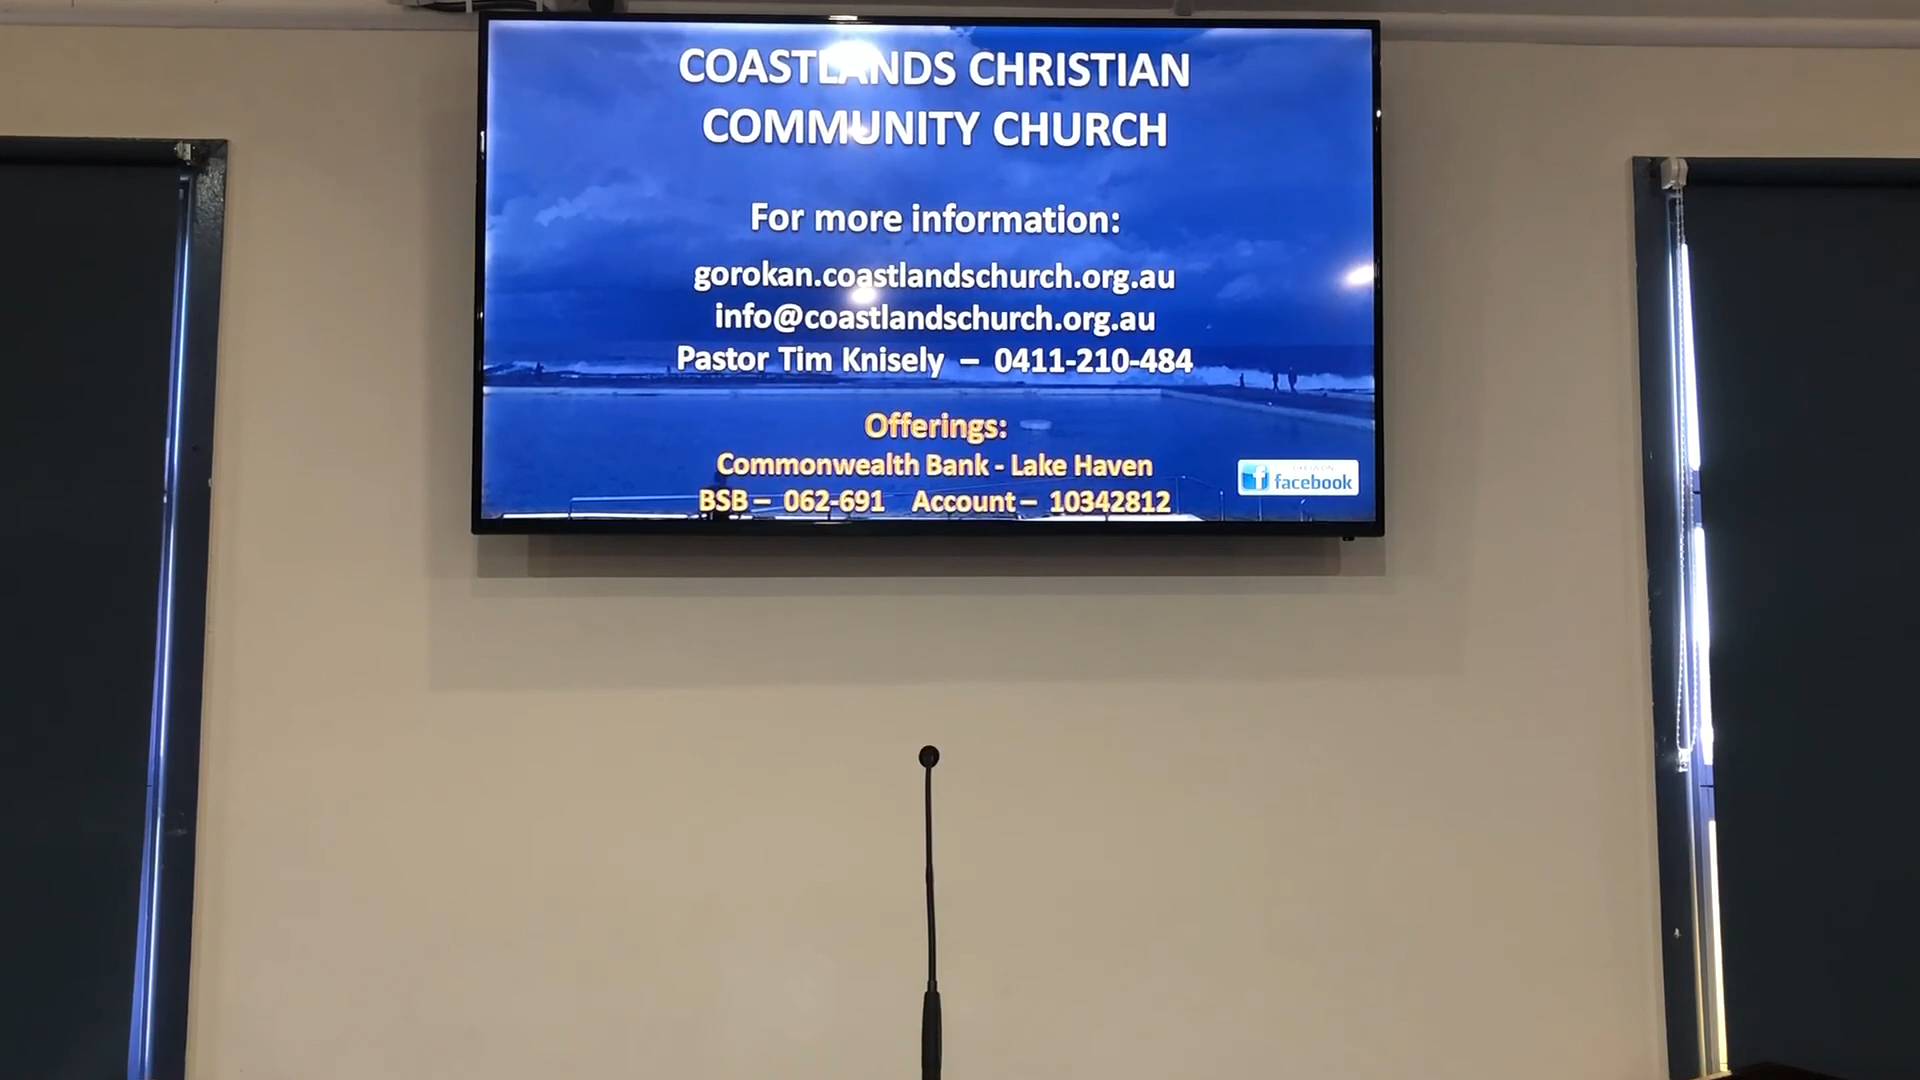 COASTLANDS CHRISTIAN
COMMUNITY CHURCH
For more information:
gorokan.coastlandschurch.org.au
info@coastlandschurch.org.au
Pastor Tim Knisely – 0411-210-484
Offerings:
Commonwealth Bank - Lake Haven
BSB – 062-691 Account – 10342812
facebook